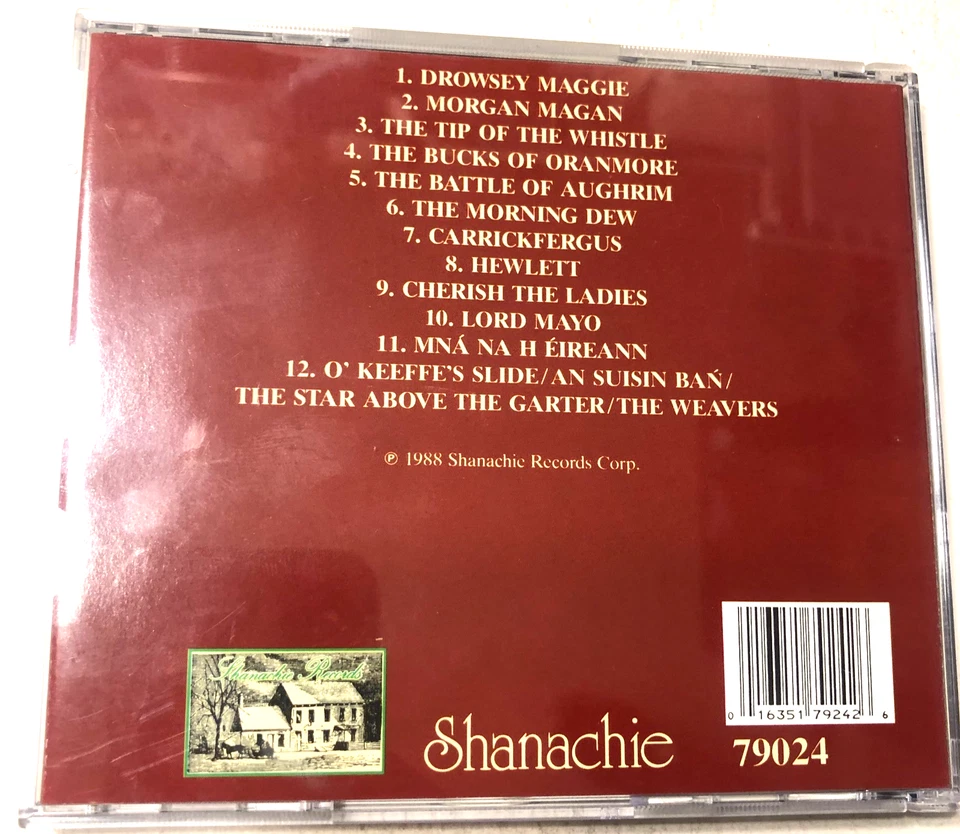 1. DROWSEY MAGGIE
2. MORGAN MAGAN
3. THE TIP OF THE WHISTLE
4. THE BUCKS OF ORANMORE
5. THE BATTLE OF AUGHRIM
6. THE MORNING DEW
7. CARRICKFERGUS
8. HEWLETT
9. CHERISH THE LADIES
10. LORD MAYO
11. MNÁ NA H ÉIREANN
12. O' KEEFFE'S SLIDE/AN SUISIN BAŃ/
THE STAR ABOVE THE GARTER/THE WEAVERS
℗ 1988 Shanachie Records Corp.
Shanachie Records
Shanachie
0 16351 79242 6
79024